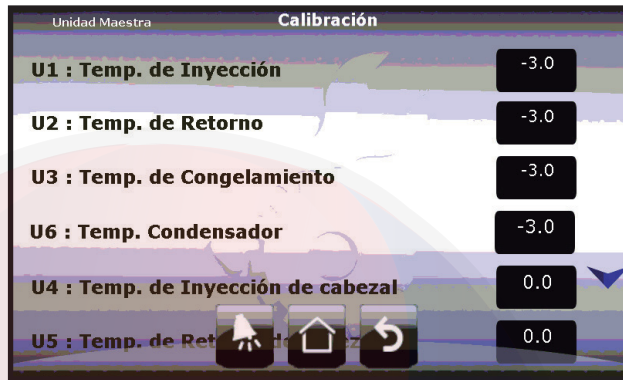 Unidad Maestra Calibración
U1 : Temp. de Inyección -3.0
U2 : Temp. de Retorno -3.0
U3 : Temp. de Congelamiento -3.0
U6 : Temp. Condensador -3.0
U4 : Temp. de Inyección de cabezal 0.0
U5 : Temp. de 0.0